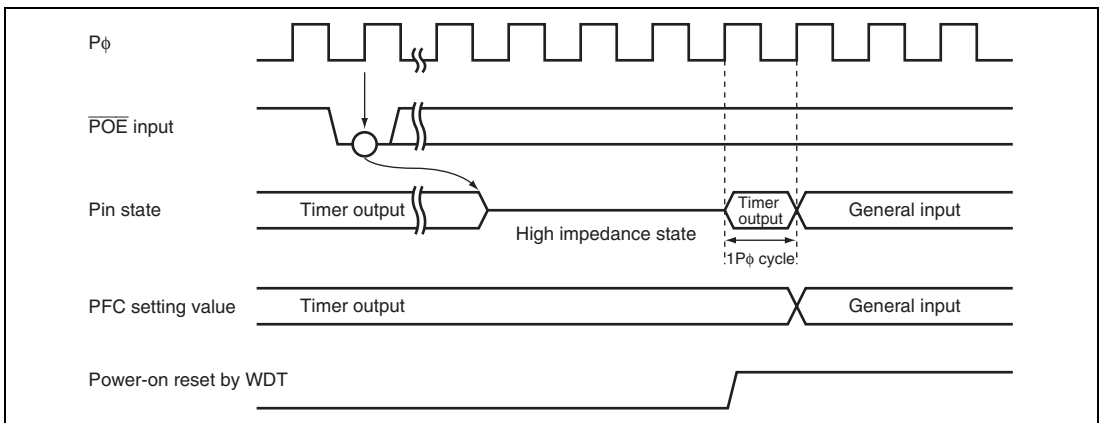 Pϕ
POE input
Pin state
Timer output
High impedance state
Timer
output
General input
1Pϕ cycle
PFC setting value
Timer output
General input
Power-on reset by WDT